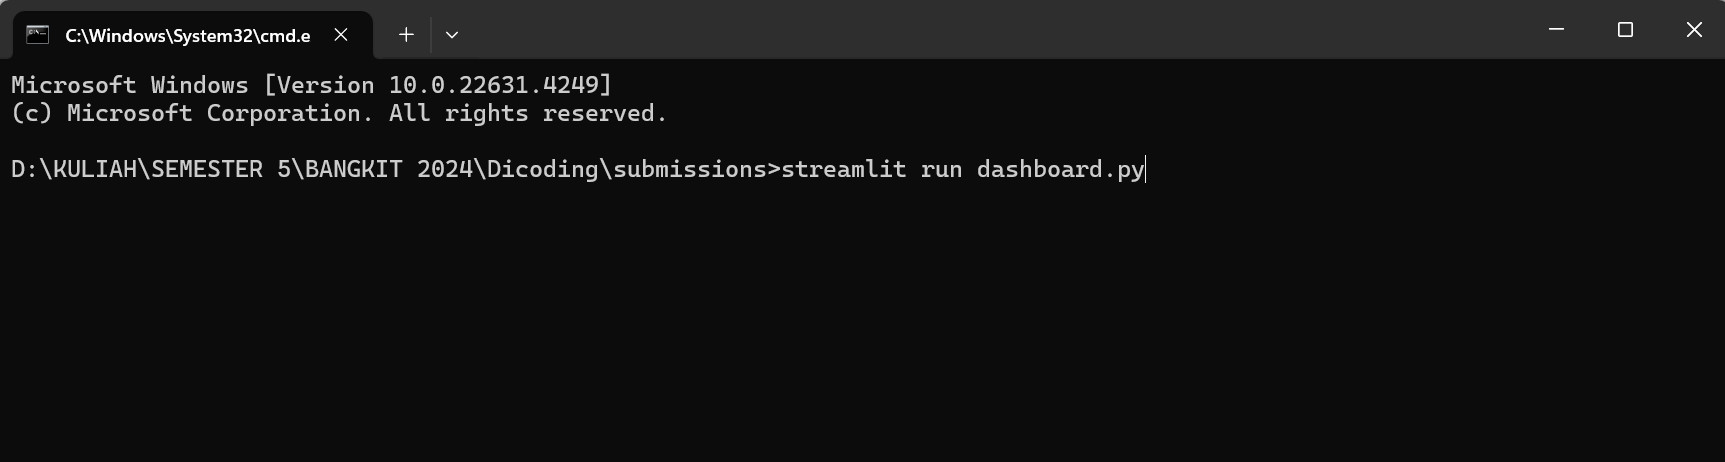 C:\Windows\System32\cmd.e
Microsoft Windows [Version 10.0.22631.4249]
(c) Microsoft Corporation. All rights reserved.
D:\KULIAH\SEMESTER 5\BANGKIT 2024\Dicoding\submissions>streamlit run dashboard.py